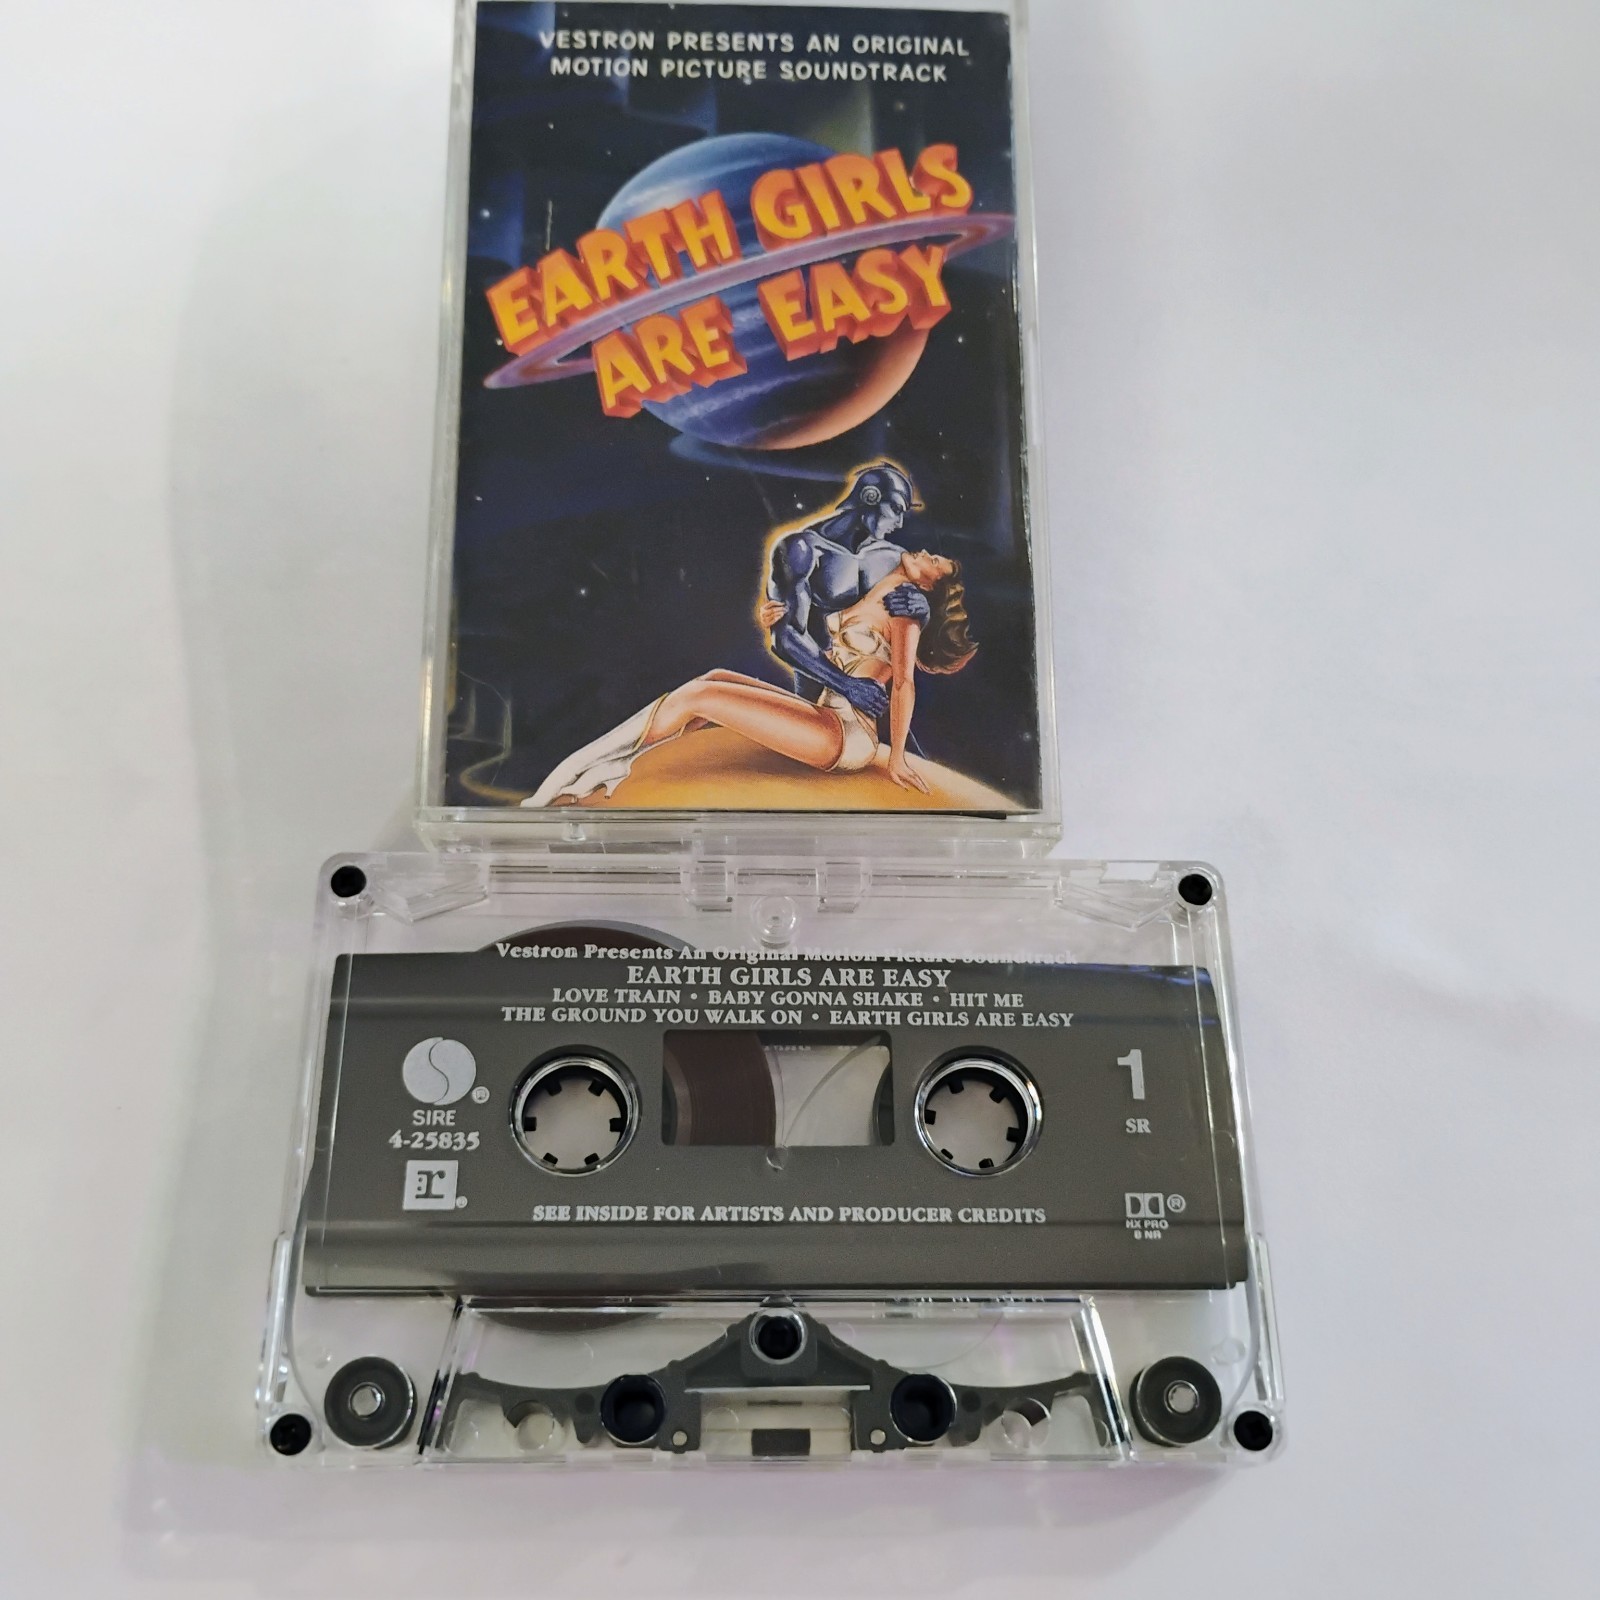 VESTRON PRESENTS AN ORIGINAL
MOTION PICTURE SOUNDTRACK
EARTH GIRLS
ARE EASY
Vestron Presents An Original Motion Picture Soundtrack
EARTH GIRLS ARE EASY
LOVE TRAIN • BABY GONNA SHAKE • HIT ME
THE GROUND YOU WALK ON • EARTH GIRLS ARE EASY
®
SIRE
4-25835
r®
1
SR
SEE INSIDE FOR ARTISTS AND PRODUCER CREDITS
®
HX PRO
B NR